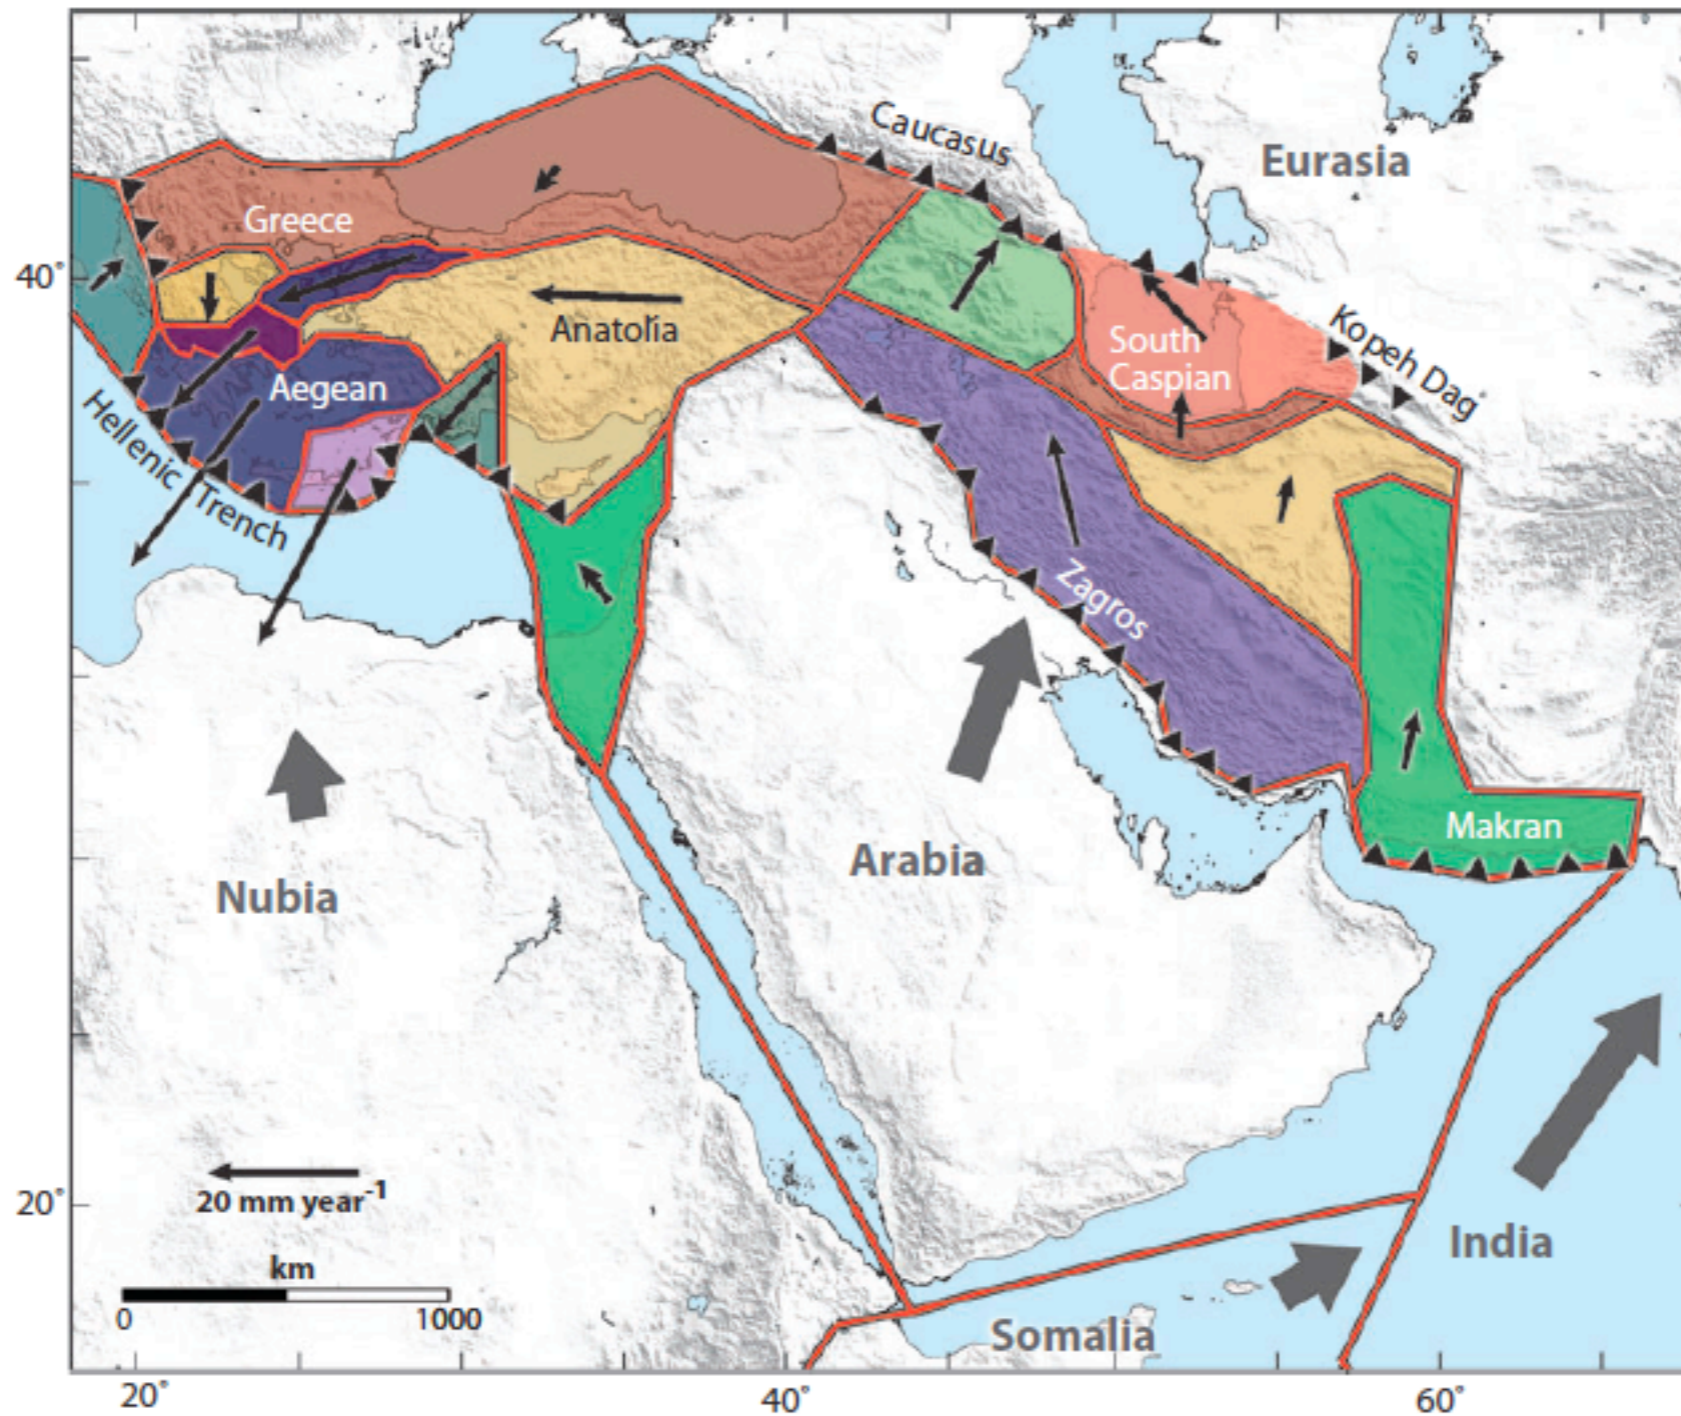 Caucasus
Eurasia
Greece
40°
Anatolia
South
Caspian
Kopeh Dag
Aegean
Hellenic Trench
Zagros
Makran
Arabia
Nubia
20 mm year-1
20°
India
km
0 1000
Somalia
20° 40° 60°